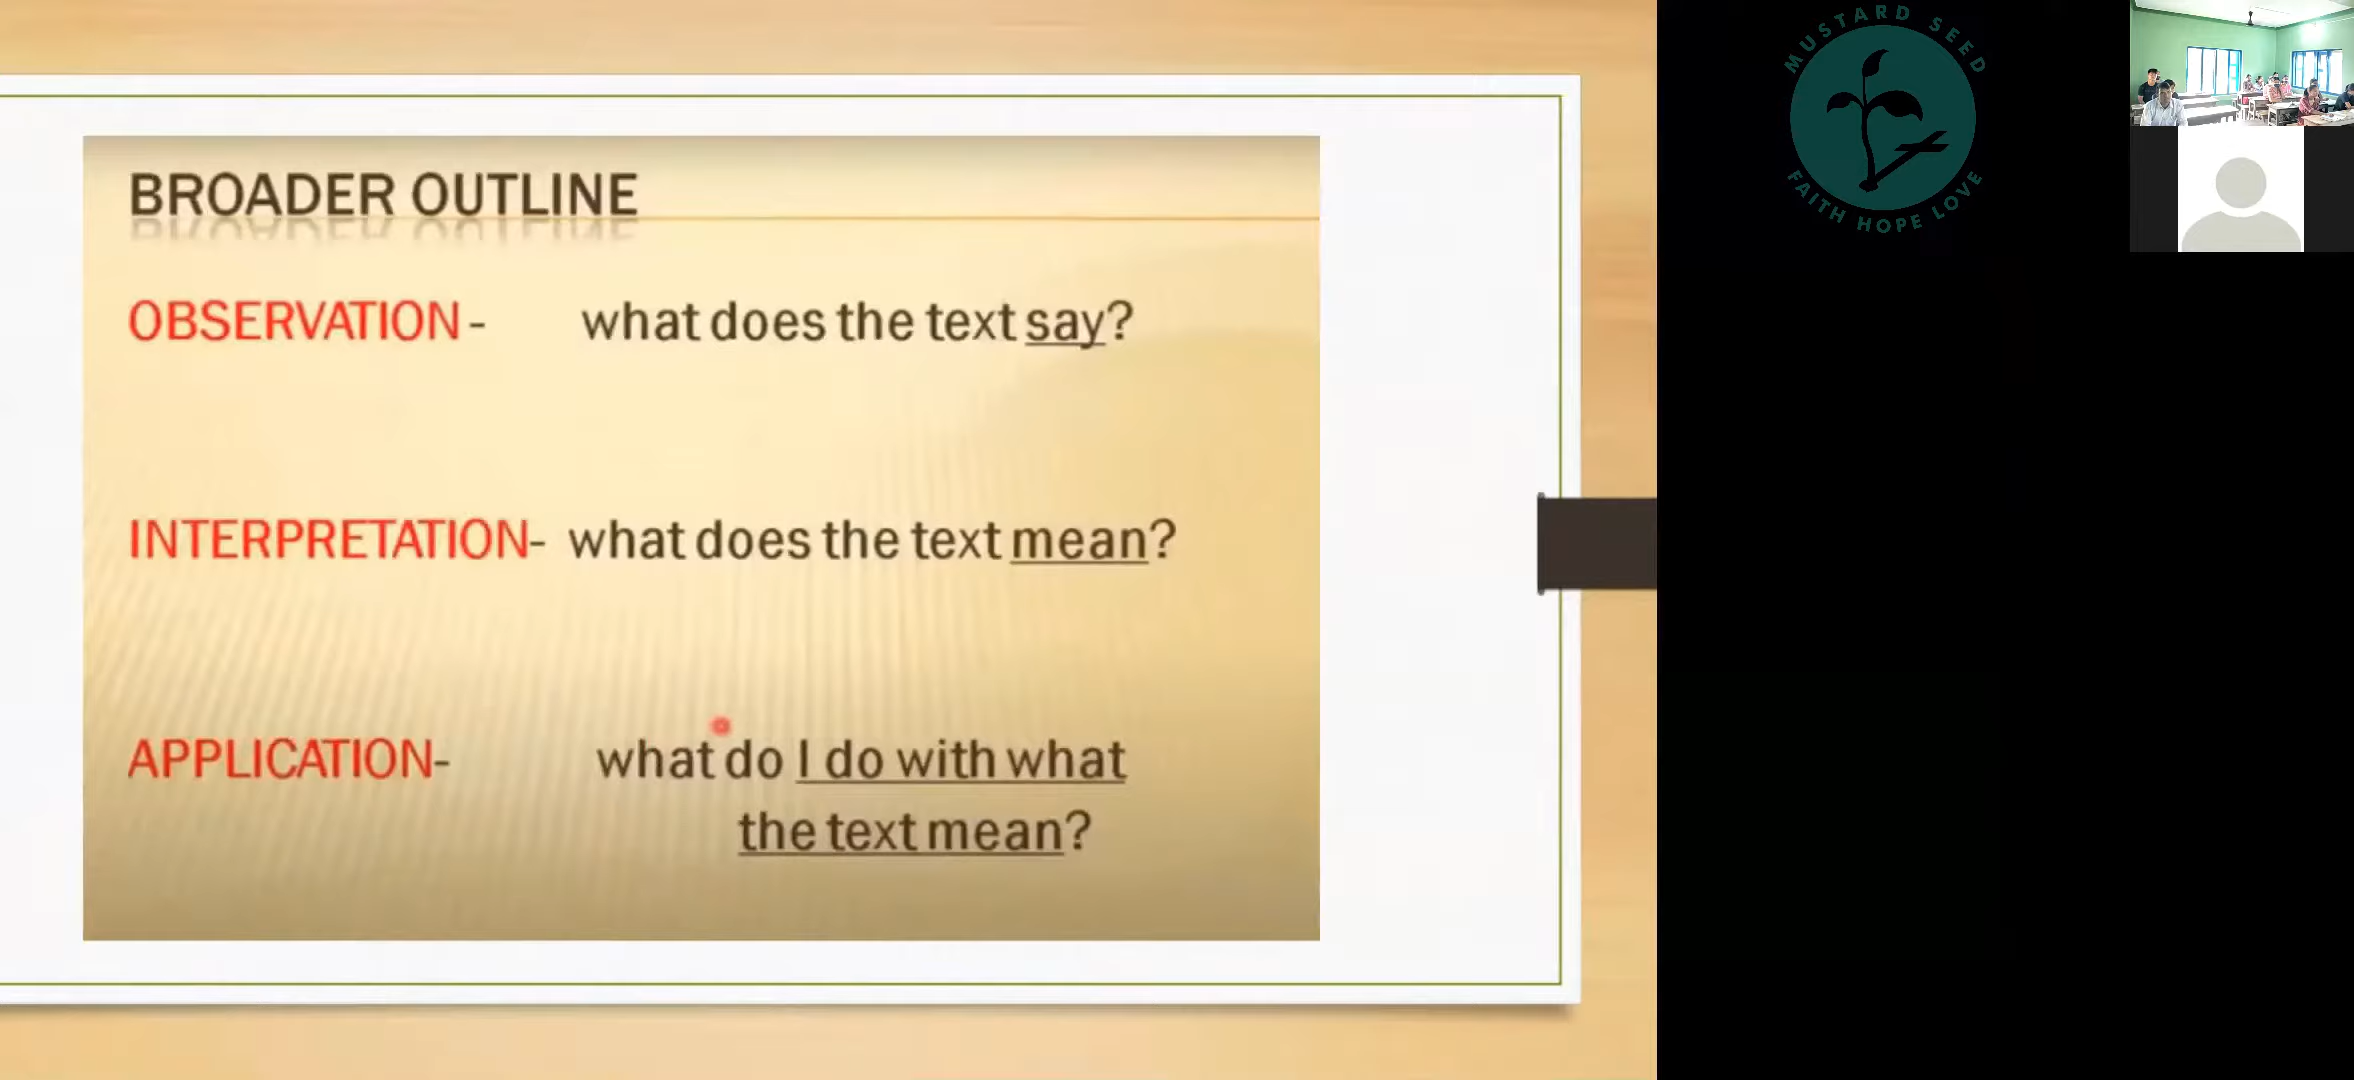 BROADER OUTLINE
OBSERVATION - what does the text say?
INTERPRETATION- what does the text mean?
APPLICATION- what do I do with what
the text mean?
MUSTARD SEED
FAITH HOPE LOVE